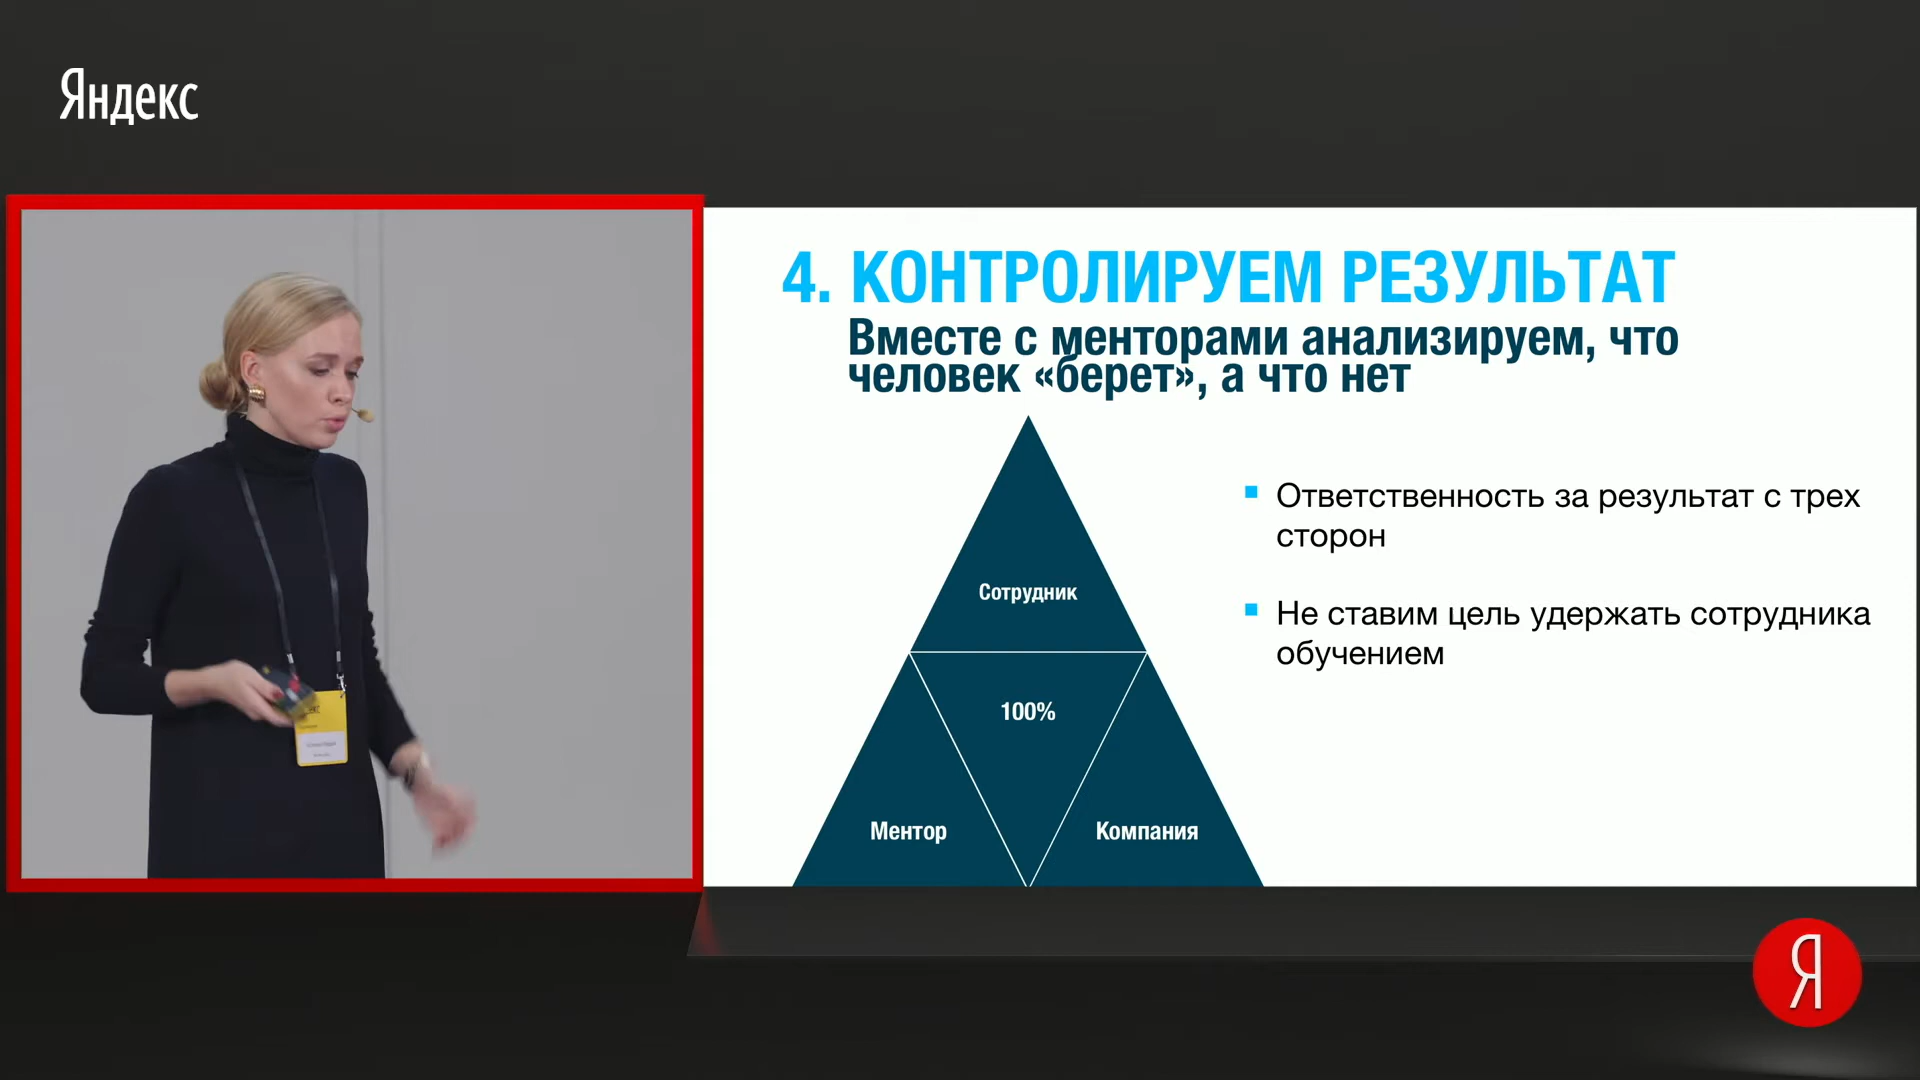 Яндекс
4. КОНТРОЛИРУЕМ РЕЗУЛЬТАТ
Вместе с менторами анализируем, что
человек «берет», а что нет
Сотрудник
100%
Ментор
Компания
Ответственность за результат с трех
сторон
Не ставим цель удержать сотрудника
обучением
Я